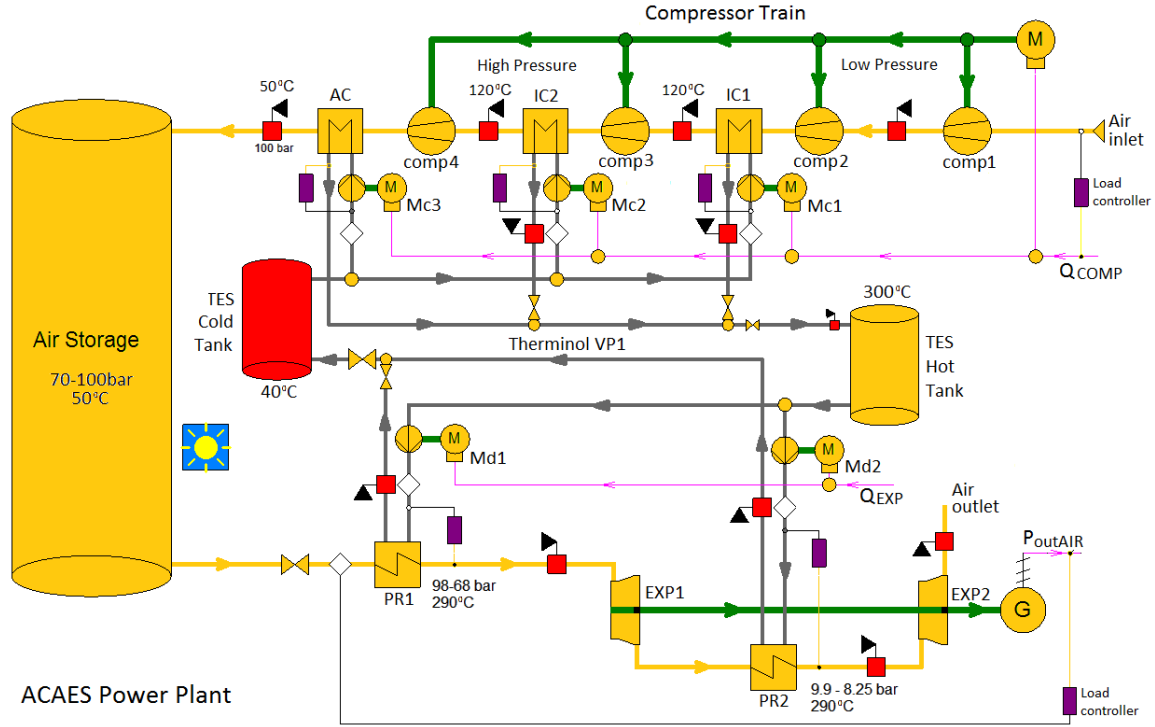 Compressor Train
M
High Pressure
Low Pressure
50°C
AC
120°C
IC2
120°C
IC1
Air
inlet
100 bar
comp4
comp3
comp2
comp1
M
Mc3
M
Mc2
M
Mc1
Load
controller
QCOMP
TES
Cold
Tank
40°C
300°C
TES
Hot
Tank
Therminol VP1
Air Storage
70-100bar
50°C
M
Md1
M
Md2
QEXP
Air
outlet
PoutAIR
98-68 bar
290°C
PR1
EXP1
EXP2
G
9.9 - 8.25 bar
290°C
PR2
Load
controller
ACAES Power Plant